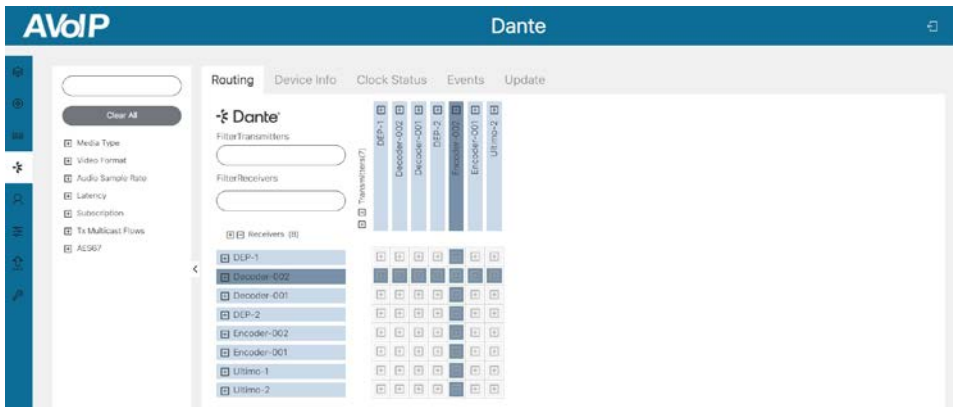 AVoIP
Dante
Clear All
Media Type
Video Format
Audio Sample Rate
Latency
Subscription
Tx Multicast Flows
AES67
Routing Device Info Clock Status Events Update
Dante
FilterTransmitters
FilterReceivers
Receivers (8)
Transmitters(7)
DEP-1
Decoder-002
Decoder-001
DEP-2
Encoder-002
Encoder-001
Ultimo-2
DEP-1
Decoder-002
Decoder-001
DEP-2
Encoder-002
Encoder-001
Ultimo-1
Ultimo-2